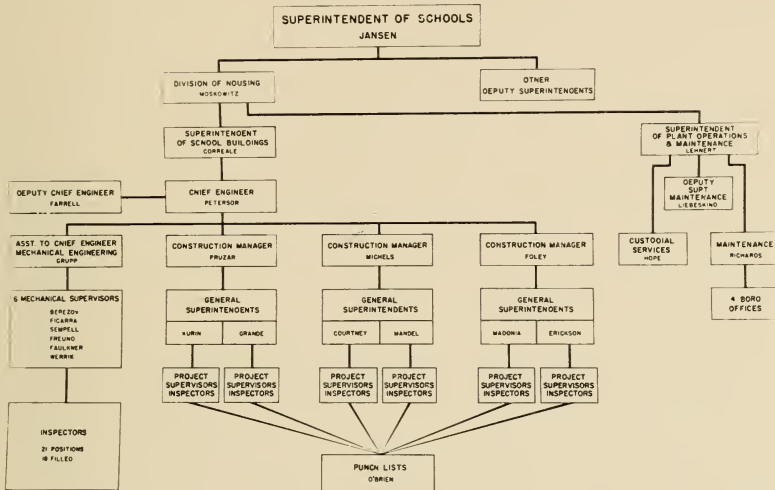 SUPERINTENDENT OF SCHOOLS
JANSEN
DIVISION OF HOUSING
MOSKOWITZ
OTHER
DEPUTY SUPERINTENDENTS
SUPERINTENDENT
OF SCHOOL BUILDINGS
CORREALE
SUPERINTENDENT
OF PLANT OPERATIONS
& MAINTENANCE
LEHNERT
DEPUTY CHIEF ENGINEER
FARRELL
CHIEF ENGINEER
PETERSOR
DEPUTY
SUPT
MAINTENANCE
LIEBESKIND
ASST. TO CHIEF ENGINEER
MECHANICAL ENGINEERING
GRUPP
CONSTRUCTION MANAGER
PRUZAR
CONSTRUCTION MANAGER
MICHELS
CONSTRUCTION MANAGER
FOLEY
CUSTODIAL
SERVICES
HOPE
MAINTENANCE
RICHARDS
6 MECHANICAL SUPERVISORS
BEREZOV
FICARRA
SEMPELL
FREUND
FAULKNER
WERRIE
GENERAL
SUPERINTENDENTS
KURIN
GRANDE
GENERAL
SUPERINTENDENTS
COURTNEY
MANDEL
GENERAL
SUPERINTENDENTS
MADONIA
ERICKSON
4 BORO
OFFICES
PROJECT
SUPERVISORS
INSPECTORS
PROJECT
SUPERVISORS
INSPECTORS
PROJECT
SUPERVISORS
INSPECTORS
PROJECT
SUPERVISORS
INSPECTORS
PROJECT
SUPERVISORS
INSPECTORS
PROJECT
SUPERVISORS
INSPECTORS
INSPECTORS
21 POSITIONS
18 FILLED
PUNCH LISTS
O'BRIEN